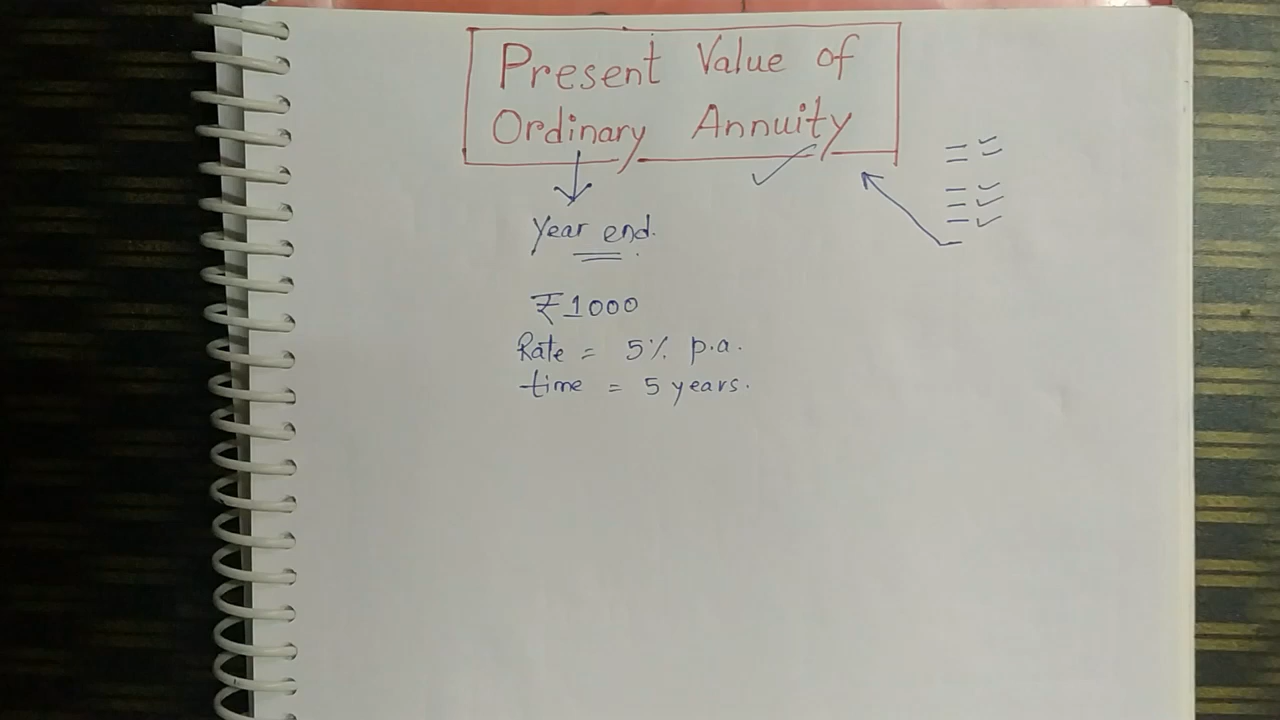 Present Value of
Ordinary Annuity
Year end.
₹1000
Rate = 5% p.a.
time = 5 years.